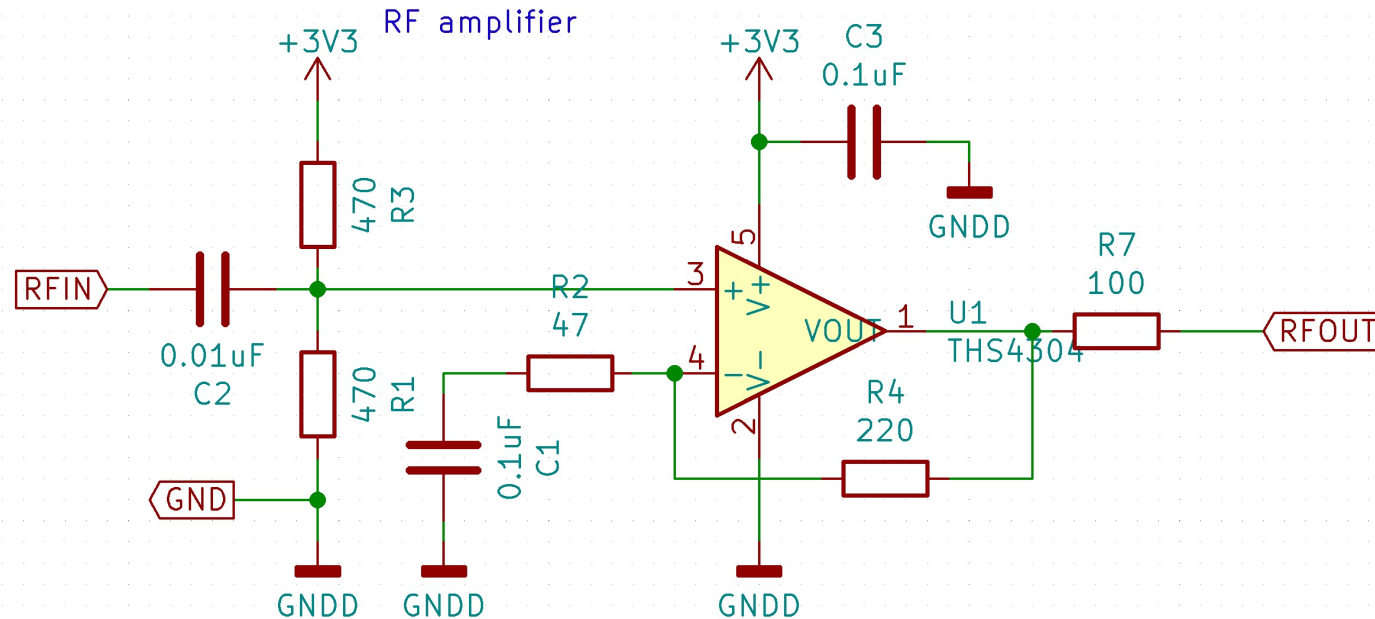 RF amplifier
+3V3
+3V3
C3
0.1uF
GNDD
470
R3
RFIN
0.01uF
C2
R2
47
3
5
+
V+
VOUT
1
U1
THS4304
R7
100
RFOUT
4
−
V−
2
R4
220
470
R1
0.1uF
C1
GND
GNDD
GNDD
GNDD